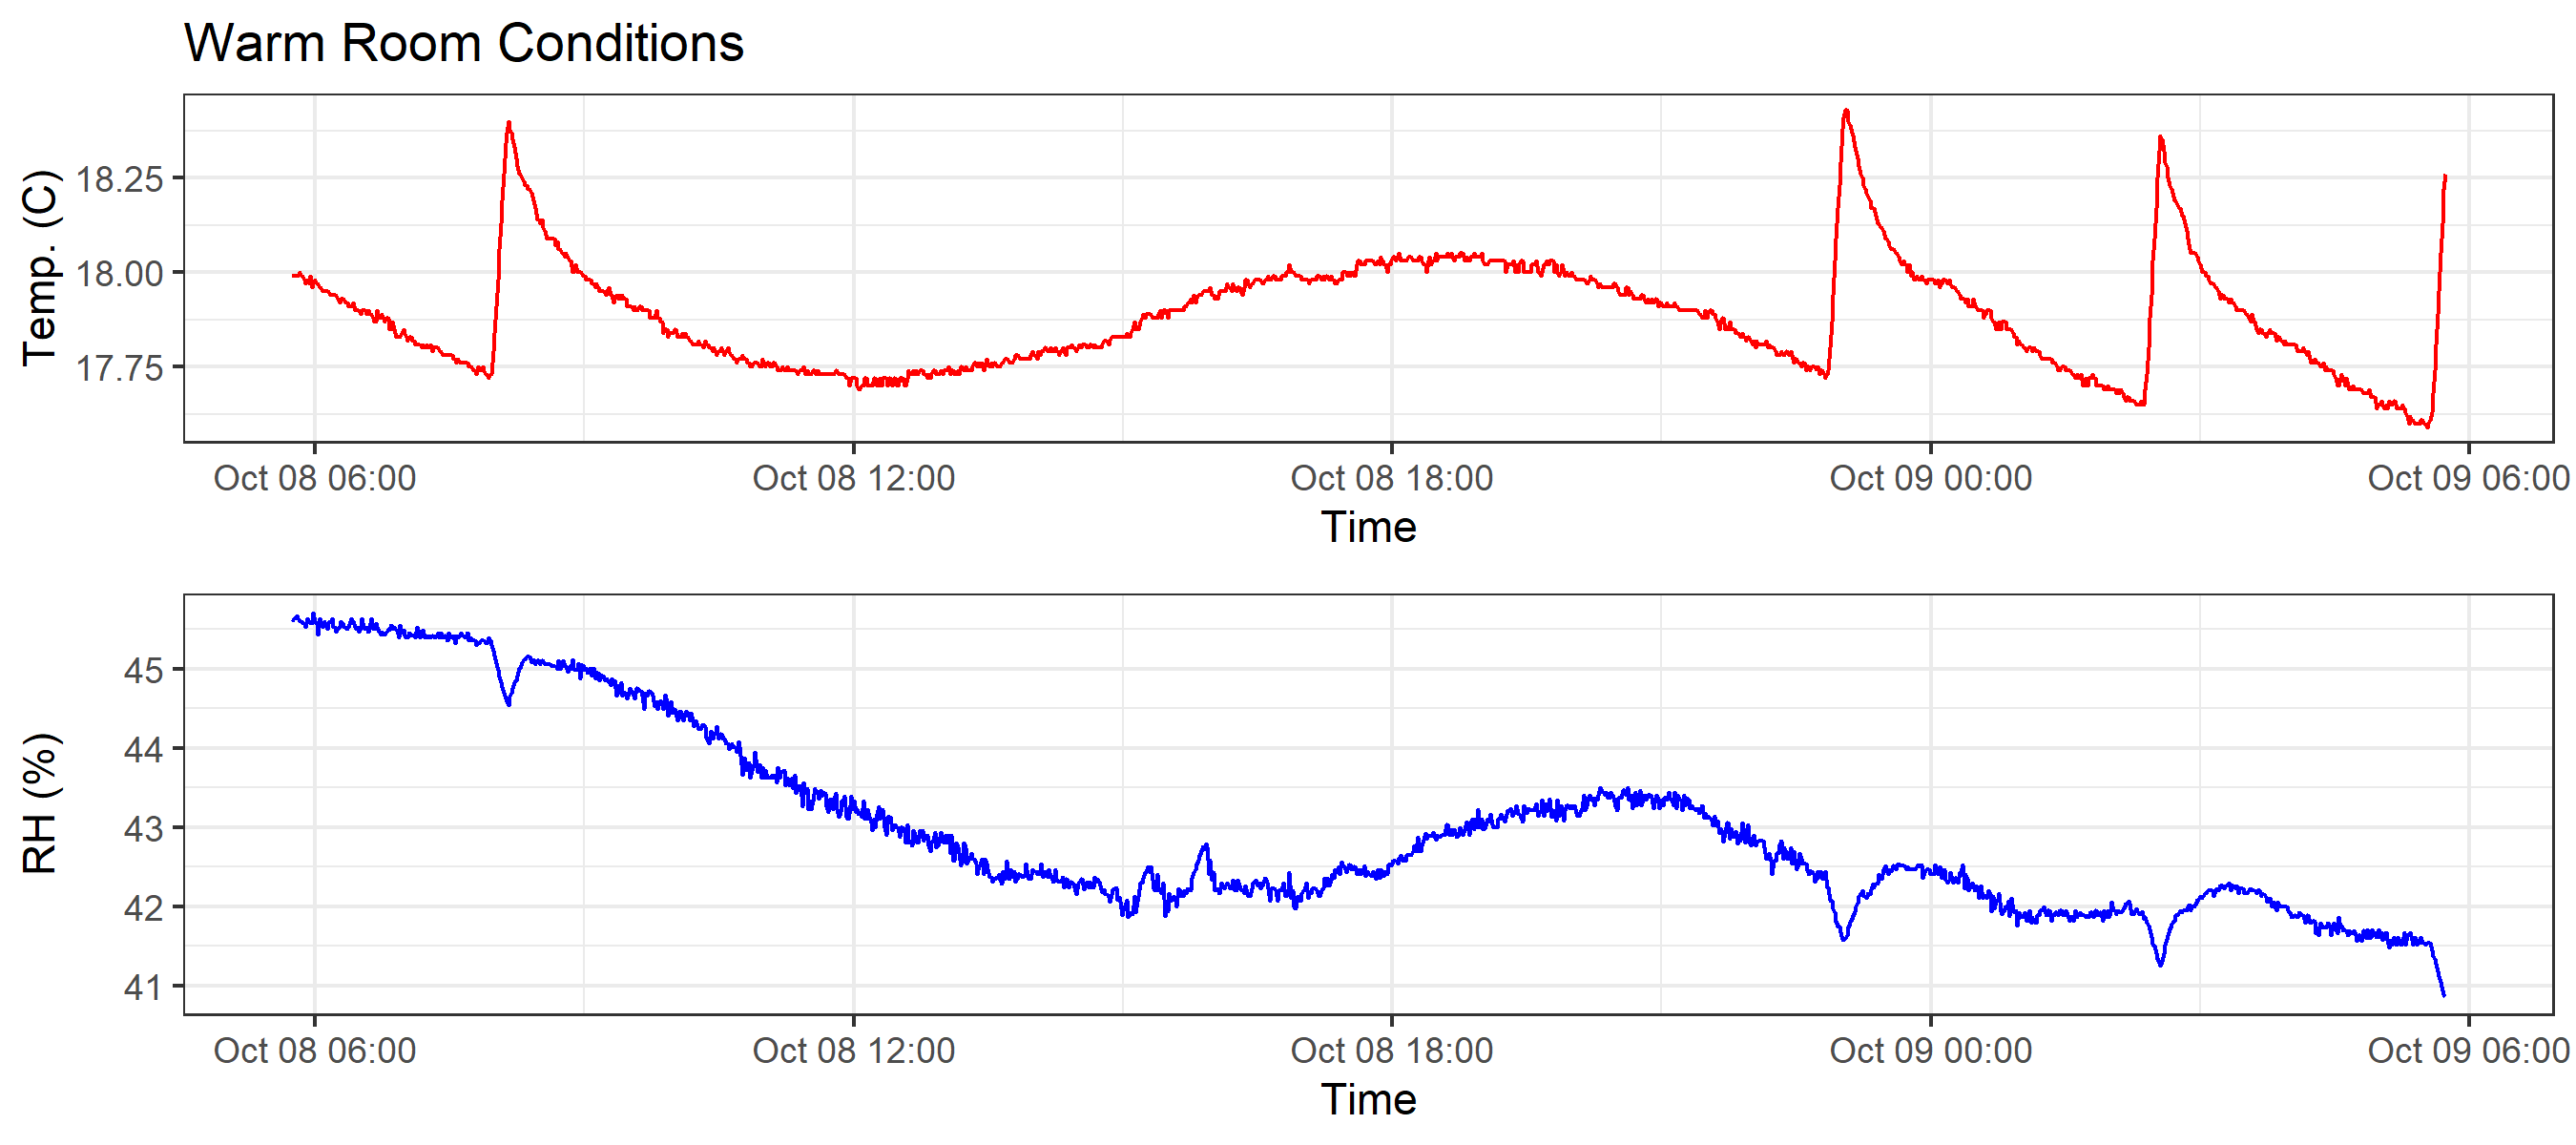 Warm Room Conditions
Temp. (C)
18.25
18.00
17.75
Oct 08 06:00 Oct 08 12:00 Oct 08 18:00 Oct 09 00:00 Oct 09 06:00
Time
RH (%)
45
44
43
42
41
Oct 08 06:00 Oct 08 12:00 Oct 08 18:00 Oct 09 00:00 Oct 09 06:00
Time